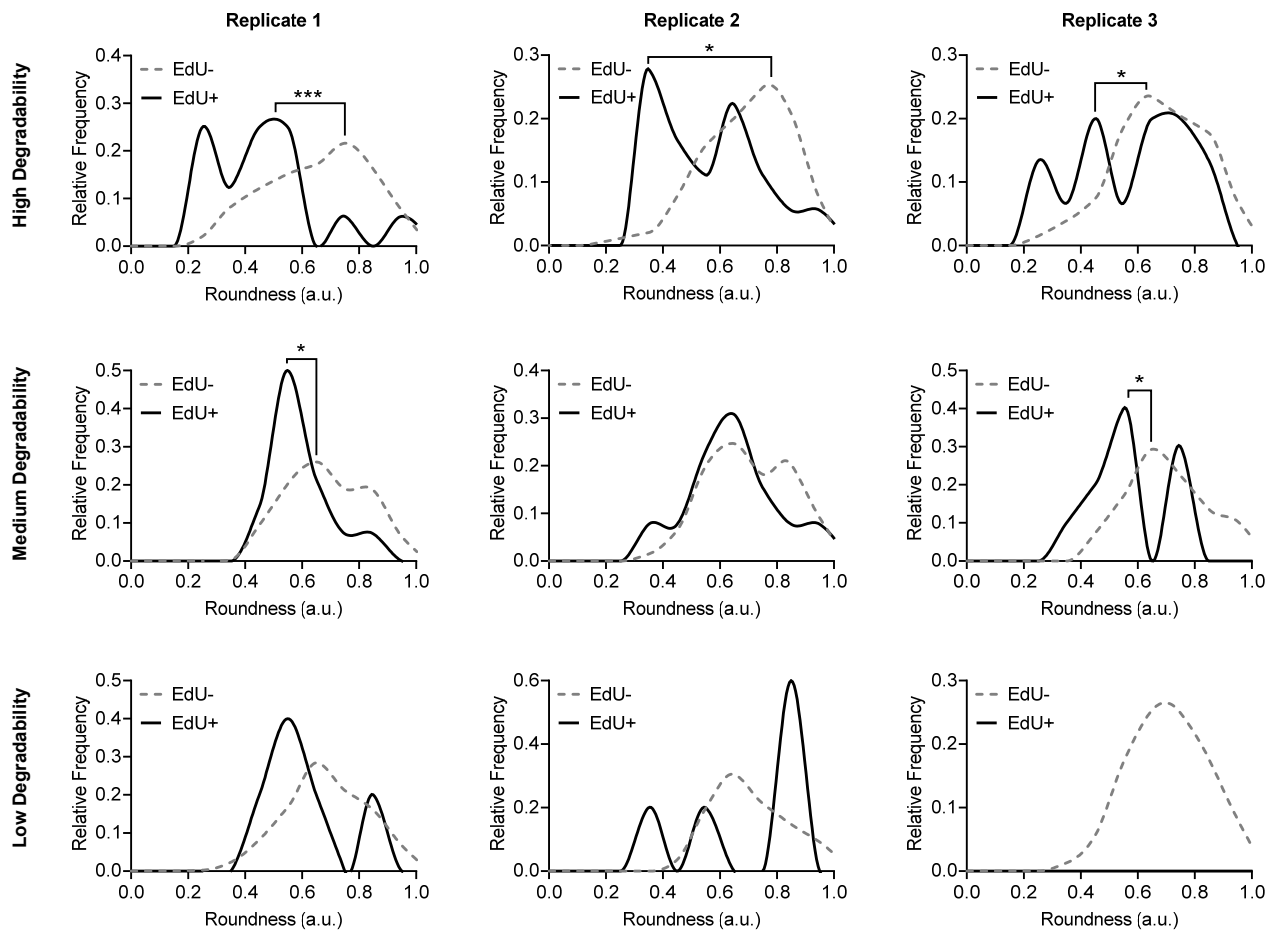 Replicate 1
Replicate 2
Replicate 3
High Degradability
Relative Frequency
0.4
0.3
0.2
0.1
0.0
EdU-
EdU+
***
0.0 0.2 0.4 0.6 0.8 1.0
Roundness (a.u.)
Relative Frequency
0.3
0.2
0.1
0.0
EdU-
EdU+
*
0.0 0.2 0.4 0.6 0.8 1.0
Roundness (a.u.)
Relative Frequency
0.3
0.2
0.1
0.0
EdU-
EdU+
*
0.0 0.2 0.4 0.6 0.8 1.0
Roundness (a.u.)
Medium Degradability
Relative Frequency
0.5
0.4
0.3
0.2
0.1
0.0
EdU-
EdU+
*
0.0 0.2 0.4 0.6 0.8 1.0
Roundness (a.u.)
Relative Frequency
0.4
0.3
0.2
0.1
0.0
EdU-
EdU+
0.0 0.2 0.4 0.6 0.8 1.0
Roundness (a.u.)
Relative Frequency
0.5
0.4
0.3
0.2
0.1
0.0
EdU-
EdU+
*
0.0 0.2 0.4 0.6 0.8 1.0
Roundness (a.u.)
Low Degradability
Relative Frequency
0.5
0.4
0.3
0.2
0.1
0.0
EdU-
EdU+
0.0 0.2 0.4 0.6 0.8 1.0
Roundness (a.u.)
Relative Frequency
0.6
0.4
0.2
0.0
EdU-
EdU+
0.0 0.2 0.4 0.6 0.8 1.0
Roundness (a.u.)
Relative Frequency
0.3
0.2
0.1
0.0
EdU-
EdU+
0.0 0.2 0.4 0.6 0.8 1.0
Roundness (a.u.)